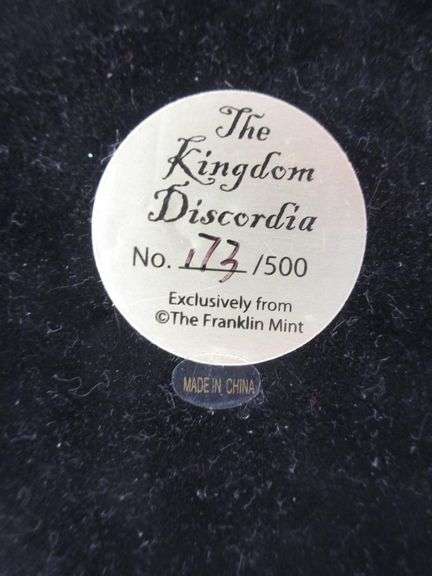 The
Kingdom
Discordia
No. 173/500
Exclusively from
©The Franklin Mint
MADE IN CHINA